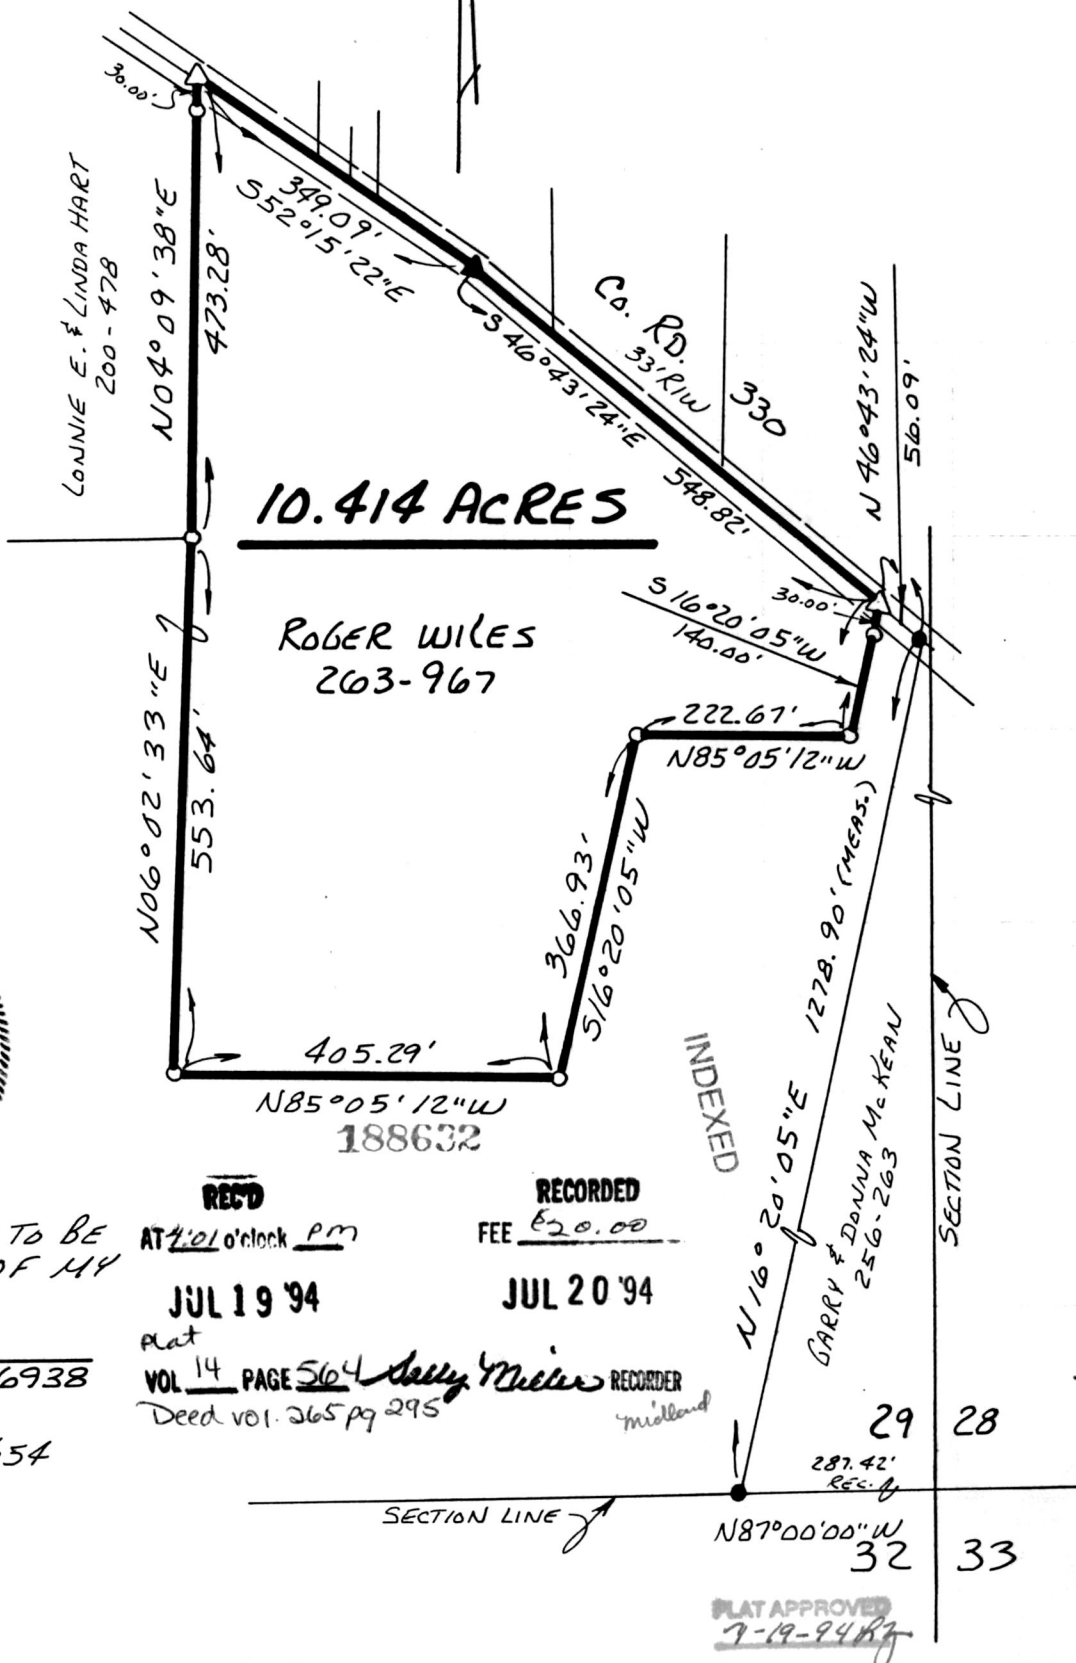 30.00'
LONNIE E. & LINDA HART
200-478
N04°09'38"E
473.28'
349.09'
S52°15'22"E
S46°43'24"E
548.82'
CO. RD.
33' R/W
330
N46°43'24"W
56.09'
10.414 ACRES
ROGER WILES
263-967
30.00'
S16°20'05"W
140.00'
222.67'
N85°05'12"W
N06°02'33"E
553.64'
366.93'
S16°20'05"W
405.29'
N85°05'12"W
1278.90' (MEAS.)
N16°20'05"E
GARRY & DONNA McKEAN
256-263
SECTION LINE
INDEXED
188632
TO BE
OF MY
6938
54
REC'D
AT 4:01 o'clock PM
JUL 19 '94
RECORDED
FEE $20.00
JUL 20 '94
plat
VOL 14 PAGE 564 Sally Miller RECORDER
Deed vol. 265 pg 295
midland
29 28
287.42'
REC.
SECTION LINE
N87°00'00"W
32 33
PLAT APPROVED
7-19-94